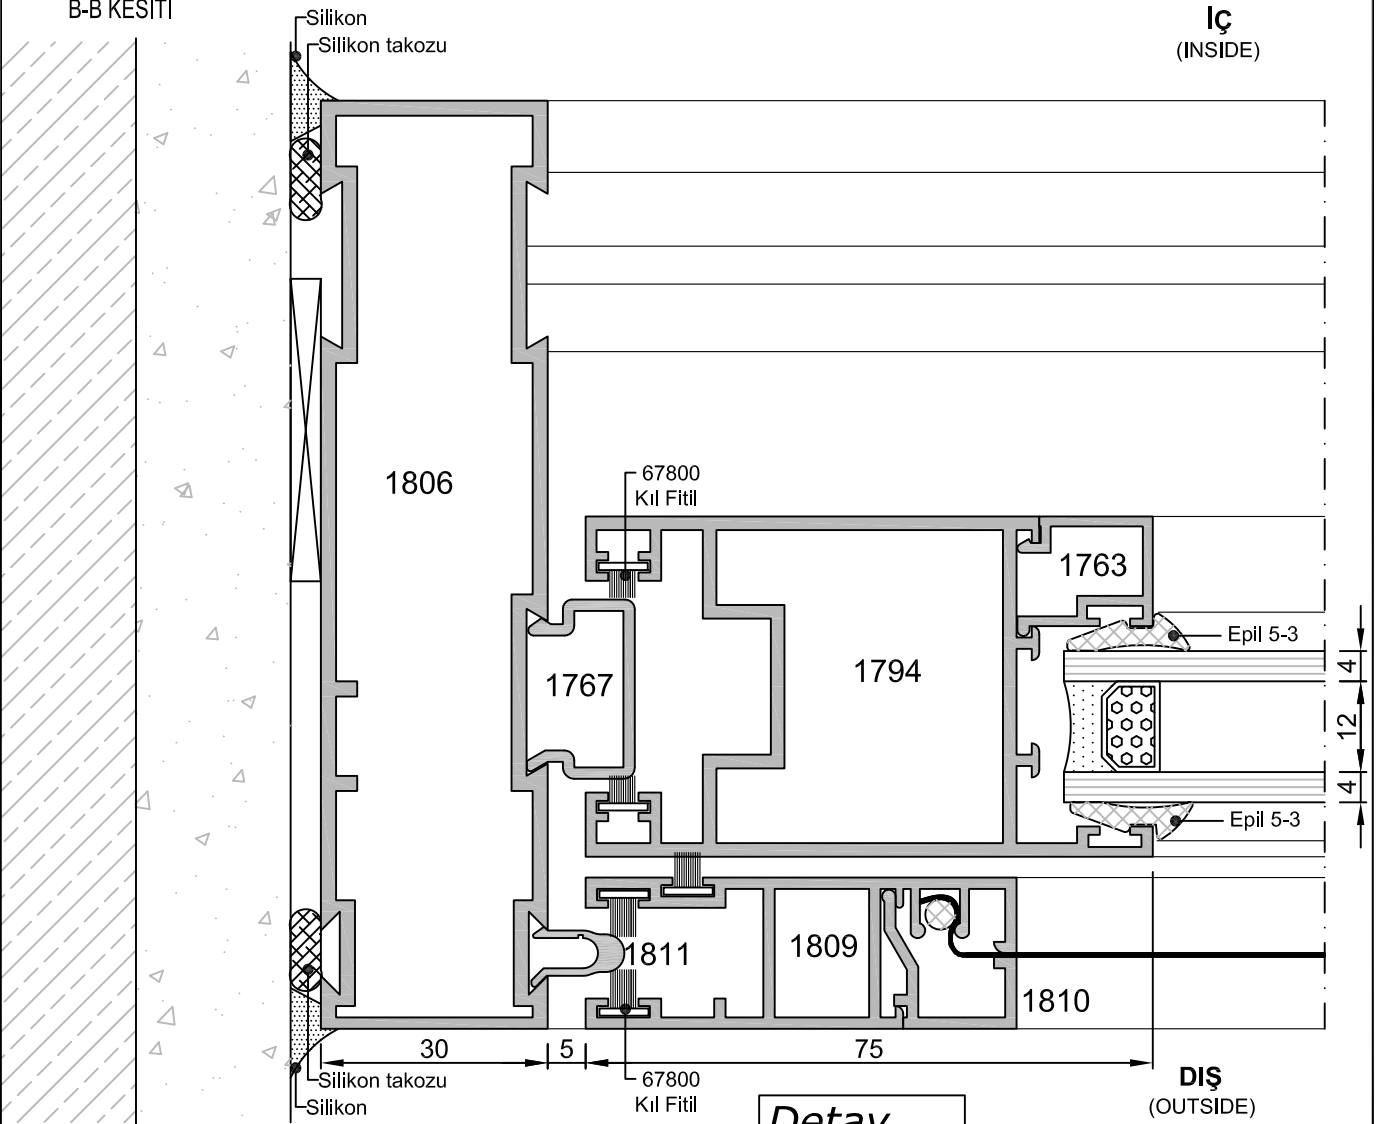 B-B KESİTİ
Silikon
Silikon takozu
İÇ
(INSIDE)
1806
67800
Kıl Fitil
1763
Epil 5-3
1794
1767
4
12
4
Epil 5-3
1811
1809
1810
30
5
75
Silikon takozu
Silikon
67800
Kıl Fitil
DIŞ
(OUTSIDE)
Detay